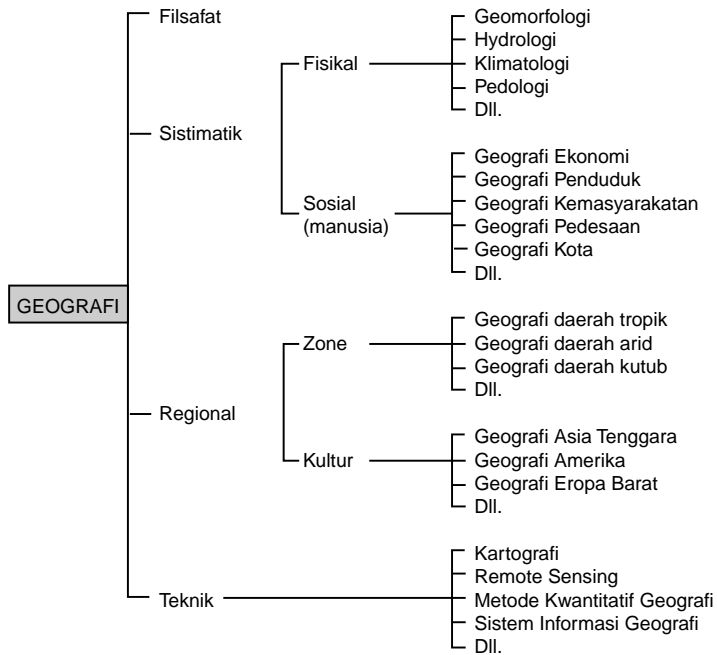 GEOGRAFI
Filsafat
Sistimatik
Fisikal
Geomorfologi
Hydrologi
Klimatologi
Pedologi
Dll.
Sosial
(manusia)
Geografi Ekonomi
Geografi Penduduk
Geografi Kemasyarakatan
Geografi Pedesaan
Geografi Kota
Dll.
Regional
Zone
Geografi daerah tropik
Geografi daerah arid
Geografi daerah kutub
Dll.
Kultur
Geografi Asia Tenggara
Geografi Amerika
Geografi Eropa Barat
Dll.
Teknik
Kartografi
Remote Sensing
Metode Kwantitatif Geografi
Sistem Informasi Geografi
Dll.